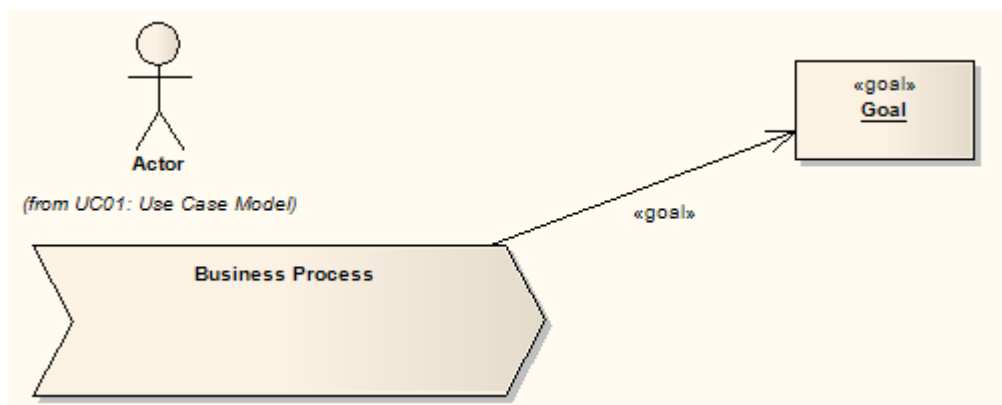 «goal»
Goal
Actor
(from UC01: Use Case Model)
«goal»
Business Process